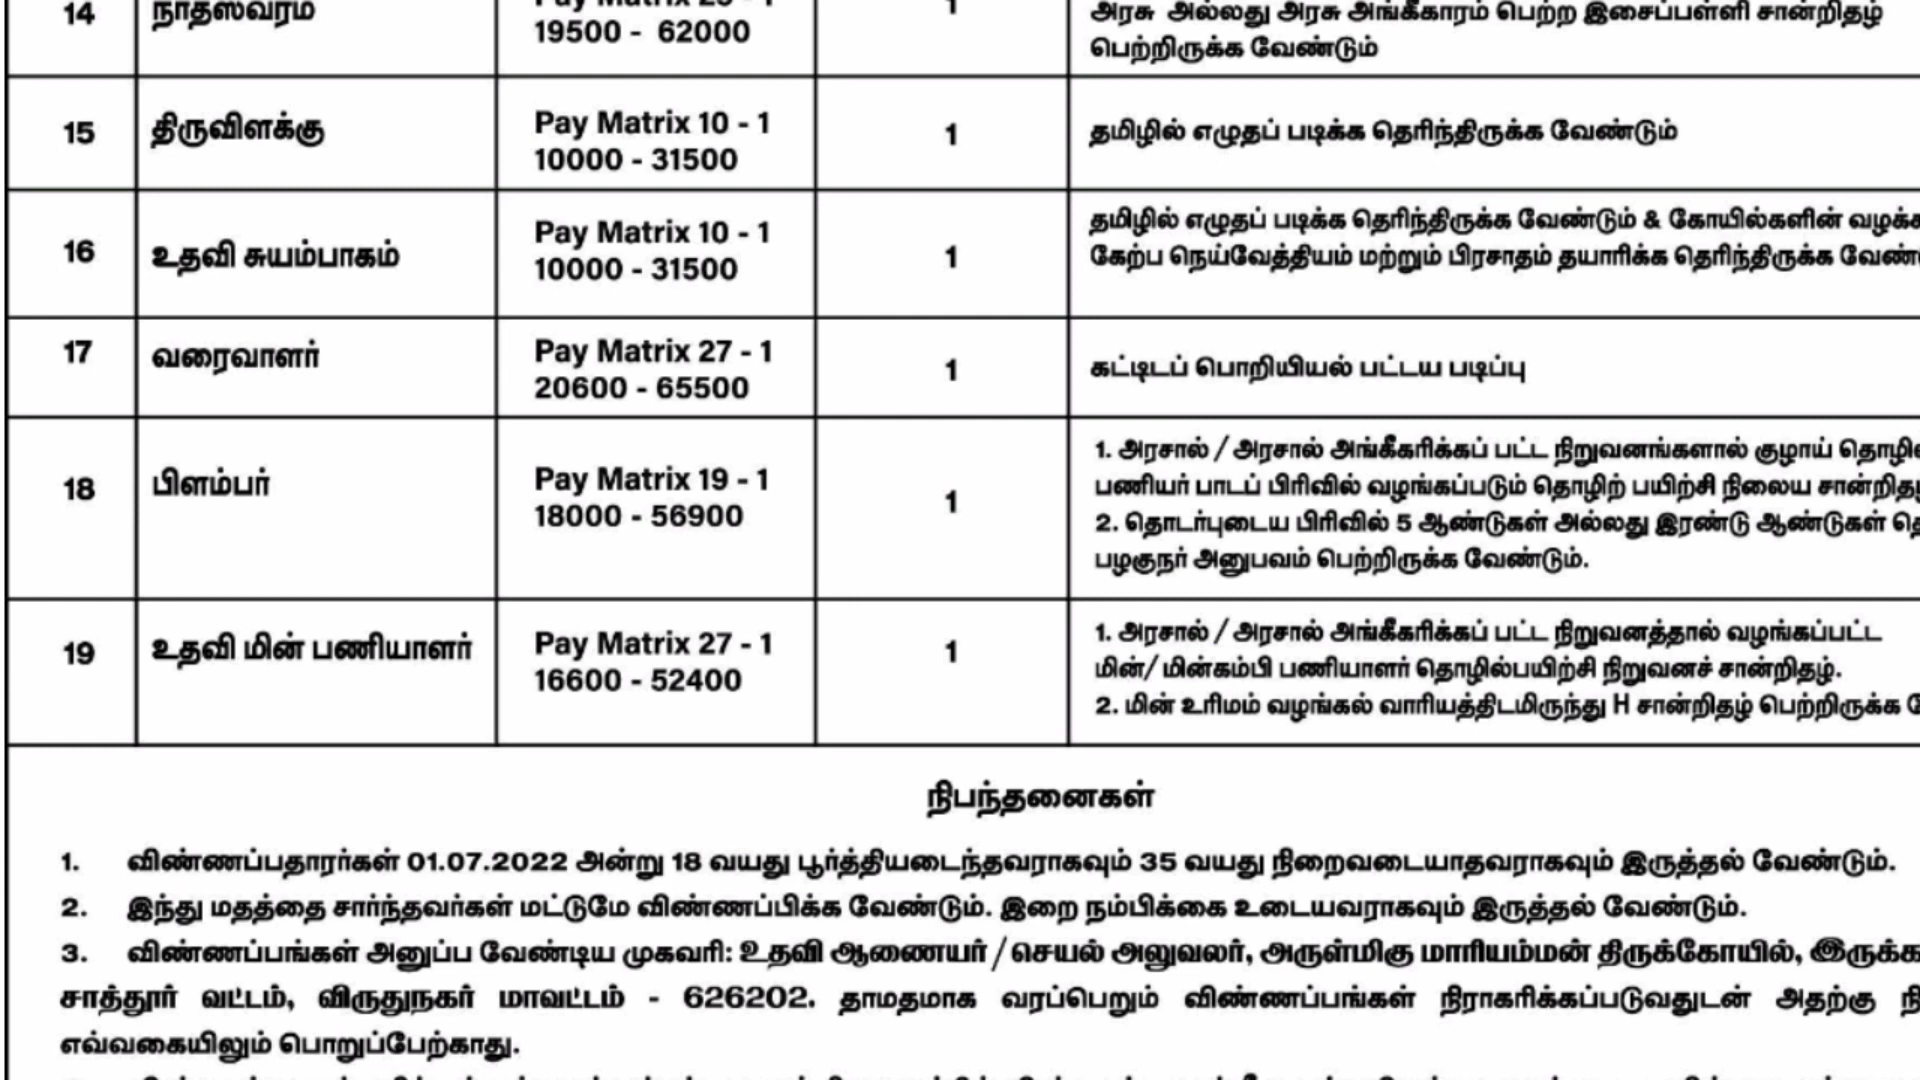 14
நாதஸ்வரம்
19500 - 62000
1
அரசு அல்லது அரசு அங்கீகாரம் பெற்ற இசைப்பள்ளி சான்றிதழ்
பெற்றிருக்க வேண்டும்
15
திருவிளக்கு
Pay Matrix 10 - 1
10000 - 31500
1
தமிழில் எழுதப் படிக்க தெரிந்திருக்க வேண்டும்
16
உதவி சுயம்பாகம்
Pay Matrix 10 - 1
10000 - 31500
1
தமிழில் எழுதப் படிக்க தெரிந்திருக்க வேண்டும் & கோயில்களின்
கேற்ப நெய்வேத்தியம் மற்றும் பிரசாதம் தயாரிக்க தெரிந்திருக்க
17
வரைவாளர்
Pay Matrix 27 - 1
20600 - 65500
1
கட்டிடப் பொறியியல் பட்டய படிப்பு
18
பிளம்பர்
Pay Matrix 19 - 1
18000 - 56900
1
1. அரசால் / அரசால் அங்கீகரிக்கப் பட்ட நிறுவனங்களால் குழாய்
பணியர் பாடப் பிரிவில் வழங்கப்படும் தொழிற் பயிற்சி நிலைய
2. தொடர்புடைய பிரிவில் 5 ஆண்டுகள் அல்லது இரண்டு ஆண்டுகள்
பழகுநர் அனுபவம் பெற்றிருக்க வேண்டும்.
19
உதவி மின் பணியாளர்
Pay Matrix 27 - 1
16600 - 52400
1
1. அரசால் / அரசால் அங்கீகரிக்கப் பட்ட நிறுவனத்தால் வழங்கப்பட்ட
மின்/ மின்கம்பி பணியாளர் தொழில்பயிற்சி நிறுவனச் சான்றிதழ்.
2. மின் உரிமம் வழங்கல் வாரியத்திடமிருந்து H சான்றிதழ் பெற்றிருக்க
நிபந்தனைகள்
1. விண்ணப்பதாரர்கள் 01.07.2022 அன்று 18 வயது பூர்த்தியடைந்தவராகவும் 35 வயது நிறைவடையாதவராகவும் இருத்தல் வேண்டும்.
2. இந்து மதத்தை சார்ந்தவர்கள் மட்டுமே விண்ணப்பிக்க வேண்டும். இறை நம்பிக்கை உடையவராகவும் இருத்தல் வேண்டும்.
3. விண்ணப்பங்கள் அனுப்ப வேண்டிய முகவரி: உதவி ஆணையர் / செயல் அலுவலர், அருள்மிகு மாரியம்மன் திருக்கோயில்,
சாத்தூர் வட்டம், விருதுநகர் மாவட்டம் - 626202. தாமதமாக வரப்பெறும் விண்ணப்பங்கள் நிராகரிக்கப்படுவதுடன் அதற்கு
எவ்வகையிலும் பொறுப்பேற்காது.